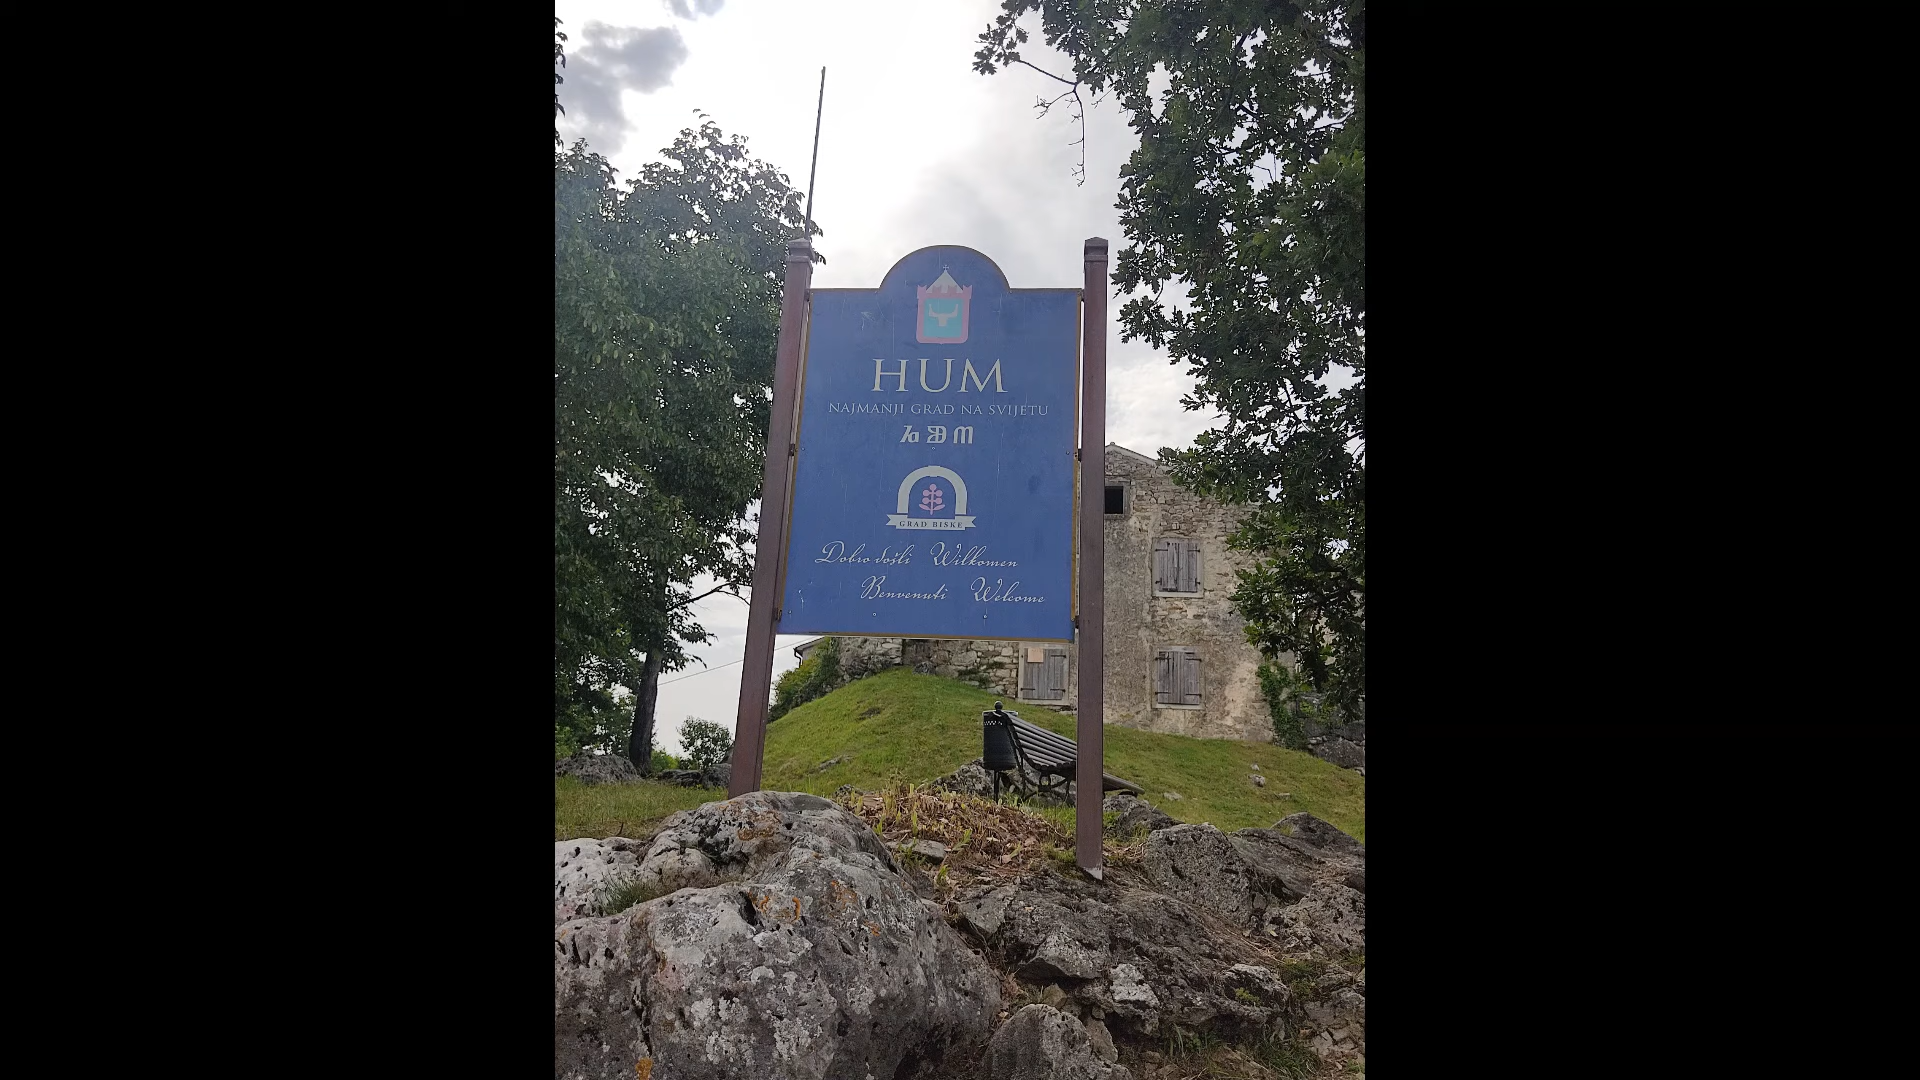 HUM
NAJMANJI GRAD NA SVIJETU
ⰘⰖⰏ
GRAD BISKE
Dobro došli Wilkomen
Benvenuti Welcome